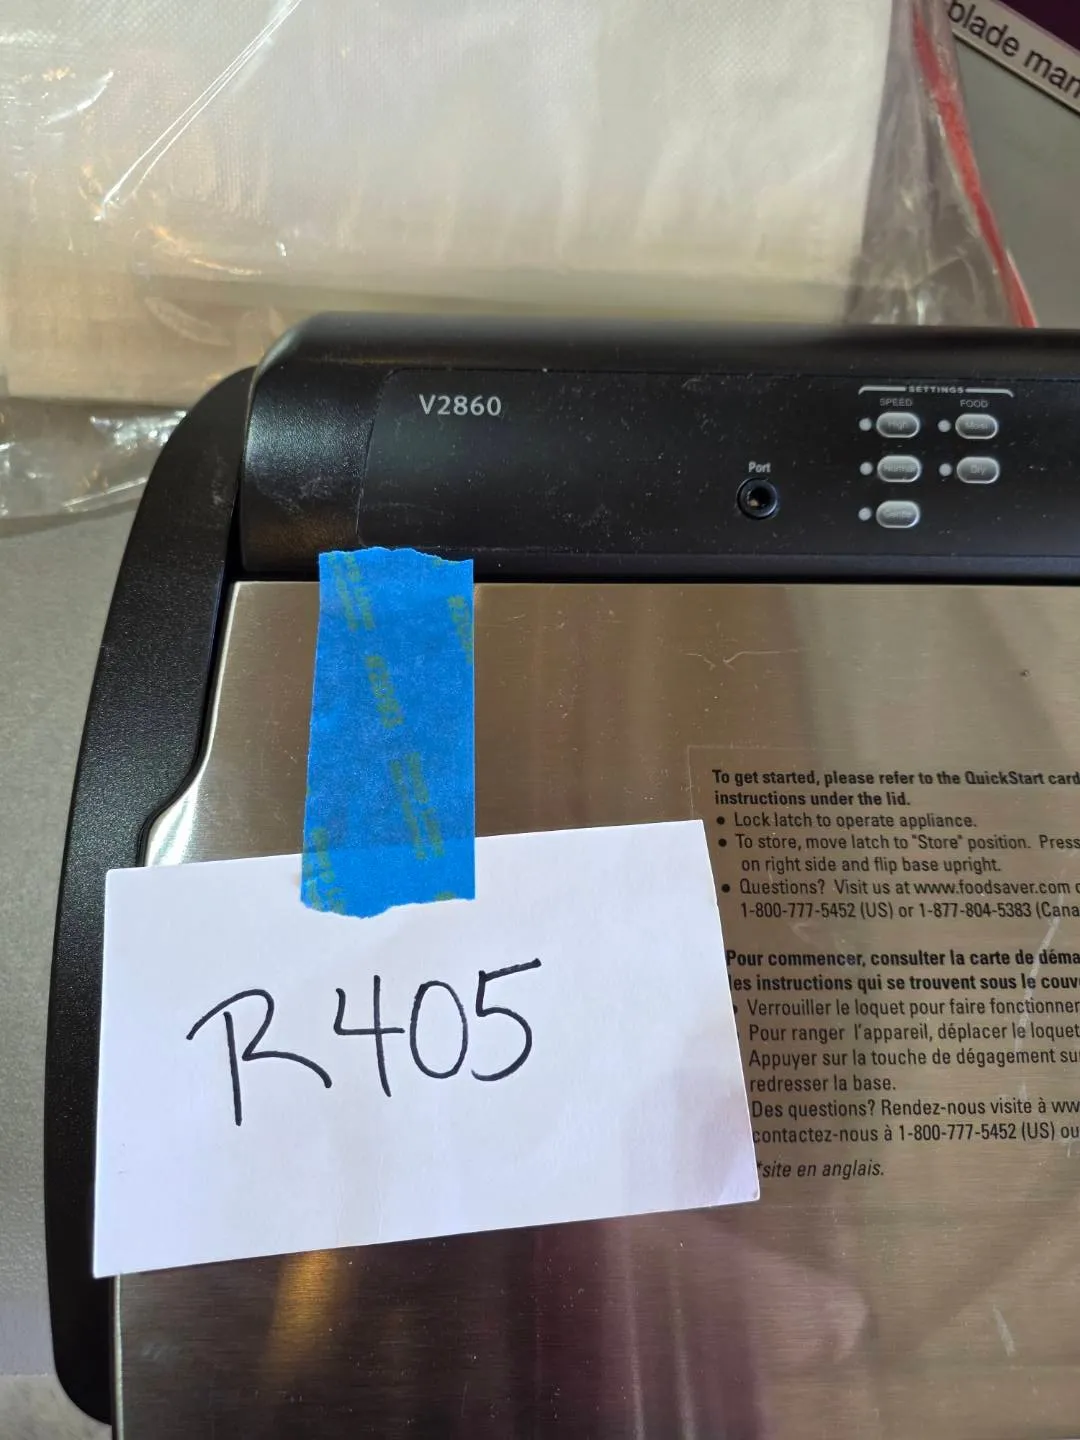 blade man
V2860
SETTINGS
SPEED FOOD
High Moist
Port
Normal Dry
Gentle
To get started, please refer to the QuickStart card
instructions under the lid.
• Lock latch to operate appliance.
• To store, move latch to "Store" position. Press
on right side and flip base upright.
• Questions? Visit us at www.foodsaver.com
1-800-777-5452 (US) or 1-877-804-5383 (Cana
Pour commencer, consulter la carte de déma
les instructions qui se trouvent sous le couv
Verrouiller le loquet pour faire fonctionner
Pour ranger l'appareil, déplacer le loquet
Appuyer sur la touche de dégagement su
redresser la base.
Des questions? Rendez-nous visite à ww
contactez-nous à 1-800-777-5452 (US) ou
*site en anglais.
R405